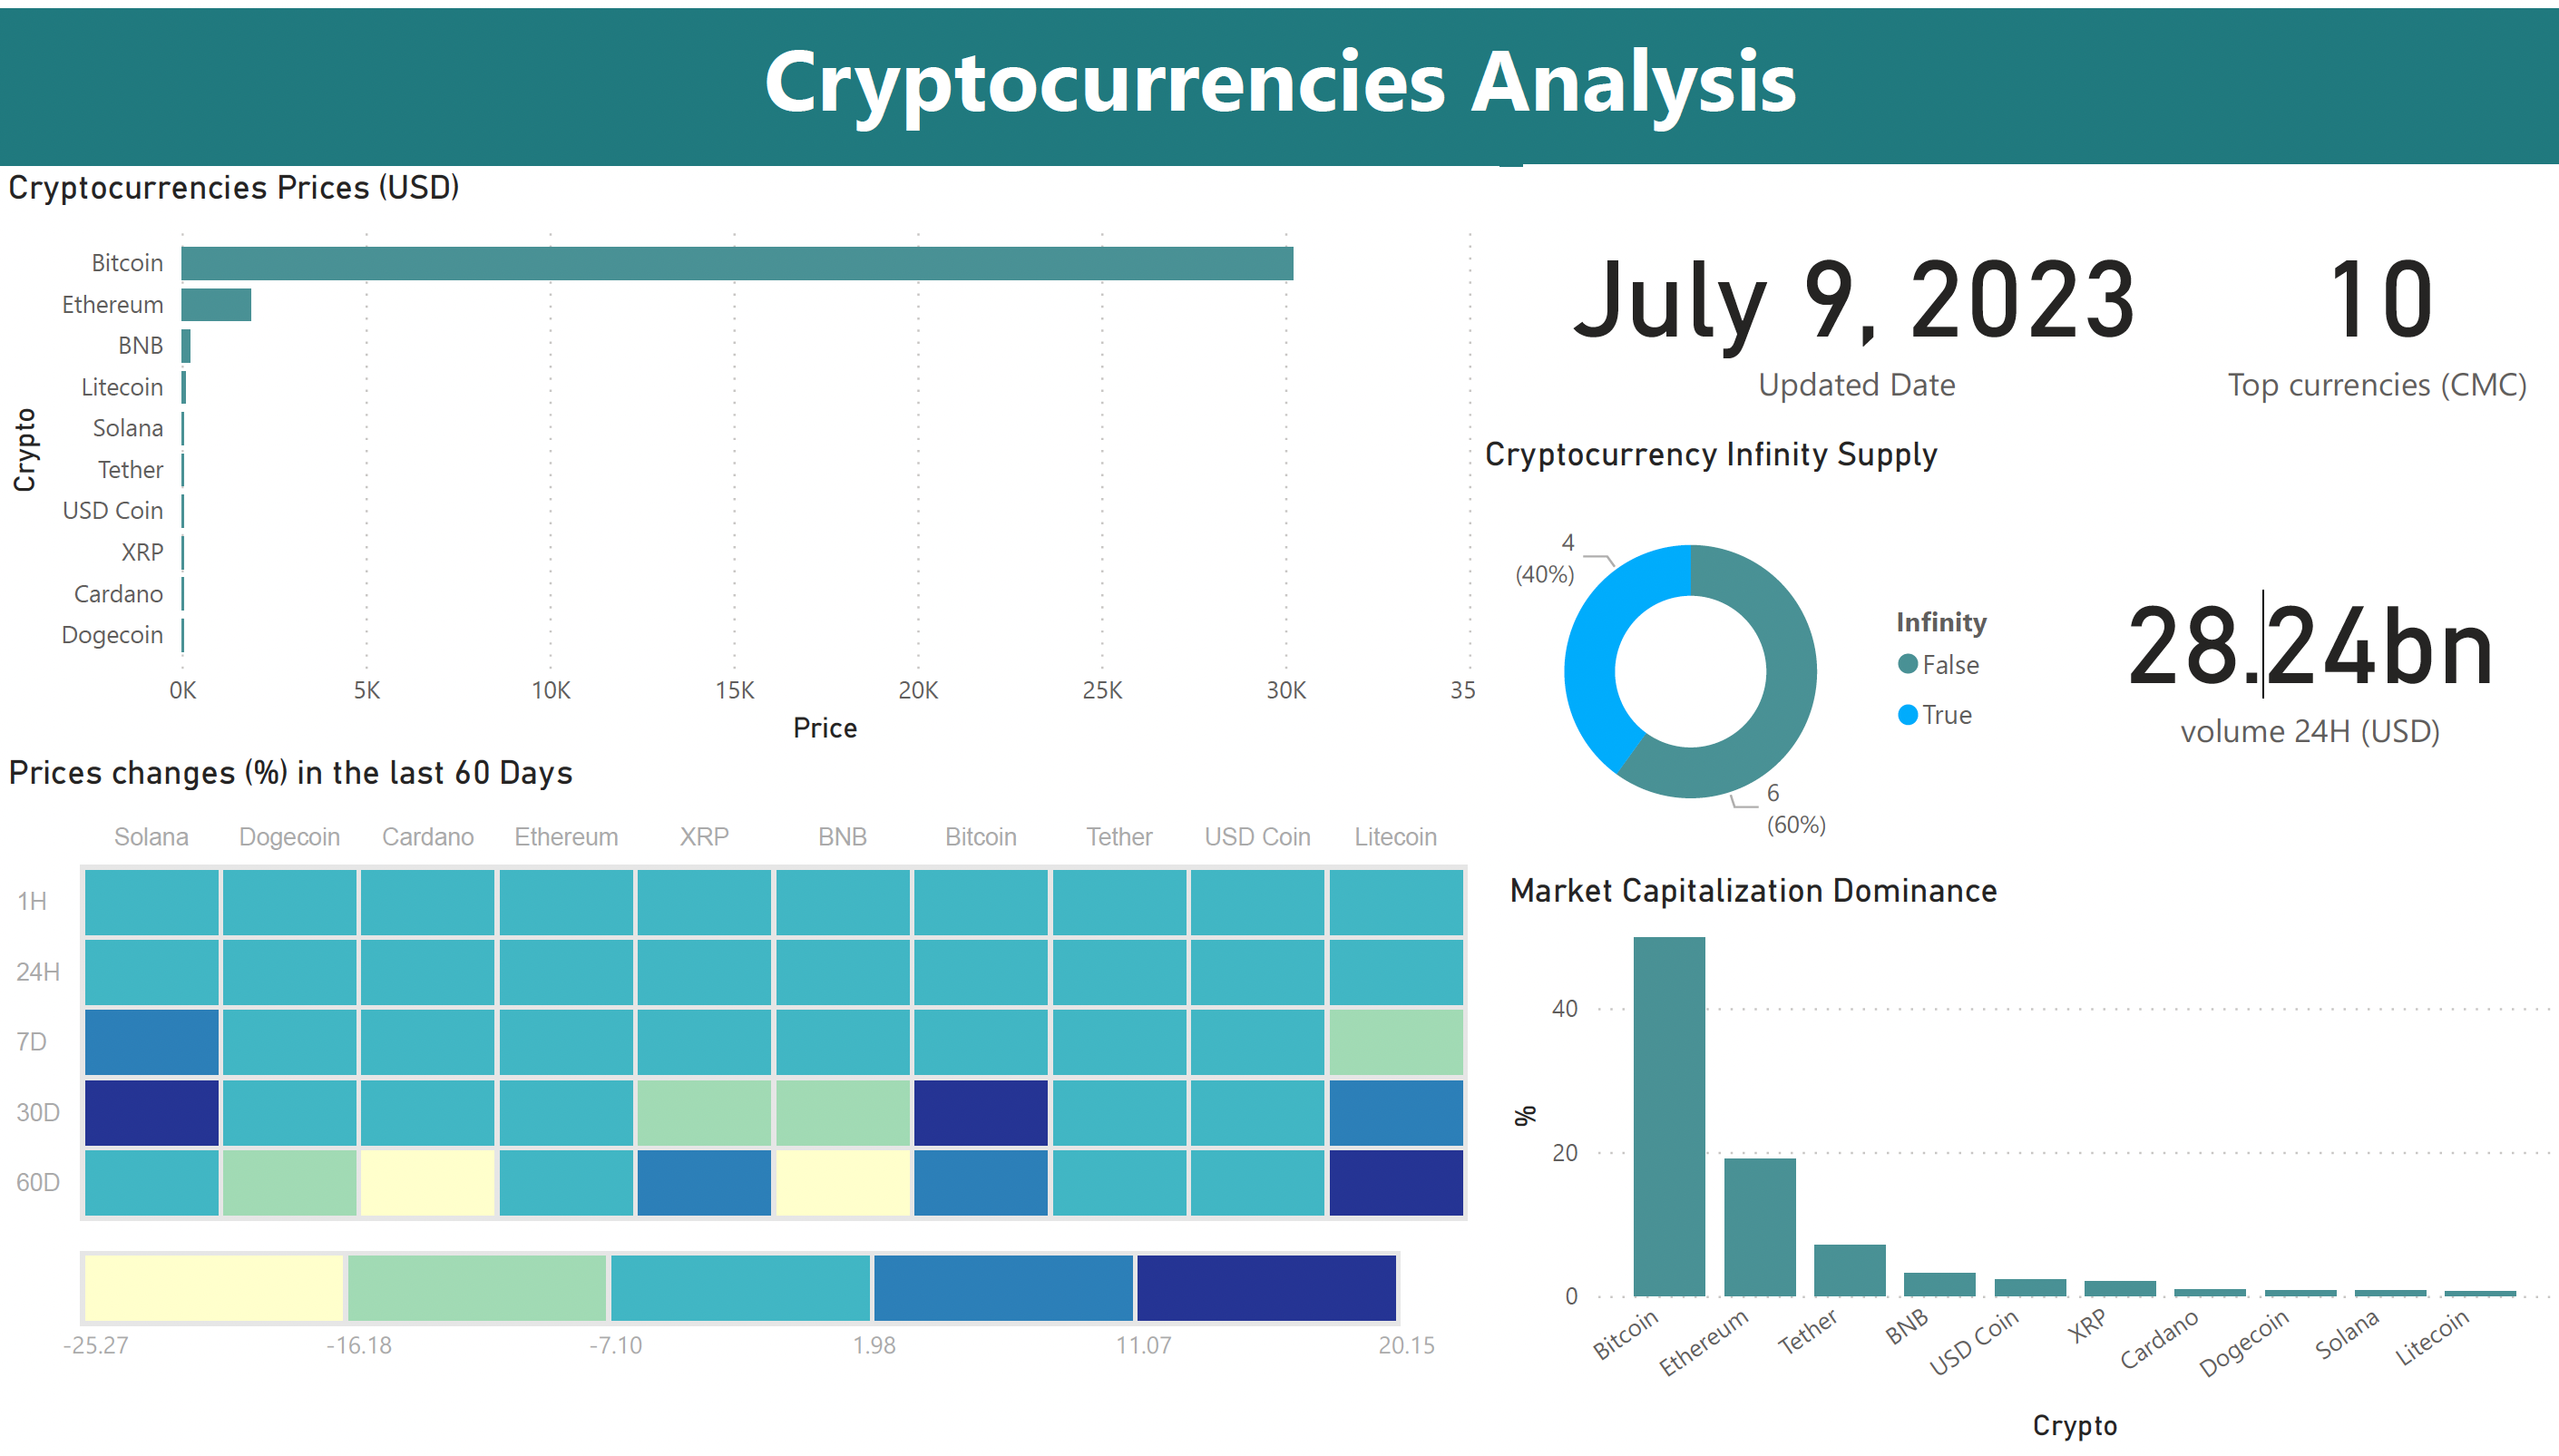 Cryptocurrencies Analysis
Cryptocurrencies Prices (USD)
Crypto
Bitcoin
Ethereum
BNB
Litecoin
Solana
Tether
USD Coin
XRP
Cardano
Dogecoin
0K 5K 10K 15K 20K 25K 30K 35
Price
July 9, 2023
Updated Date
10
Top currencies (CMC)
Cryptocurrency Infinity Supply
4
(40%)
6
(60%)
Infinity
False
True
28.24bn
volume 24H (USD)
Prices changes (%) in the last 60 Days
Solana Dogecoin Cardano Ethereum XRP BNB Bitcoin Tether USD Coin Litecoin
1H
24H
7D
30D
60D
-25.27 -16.18 -7.10 1.98 11.07 20.15
Market Capitalization Dominance
%
40
20
0
Bitcoin Ethereum Tether BNB USD Coin XRP Cardano Dogecoin Solana Litecoin
Crypto